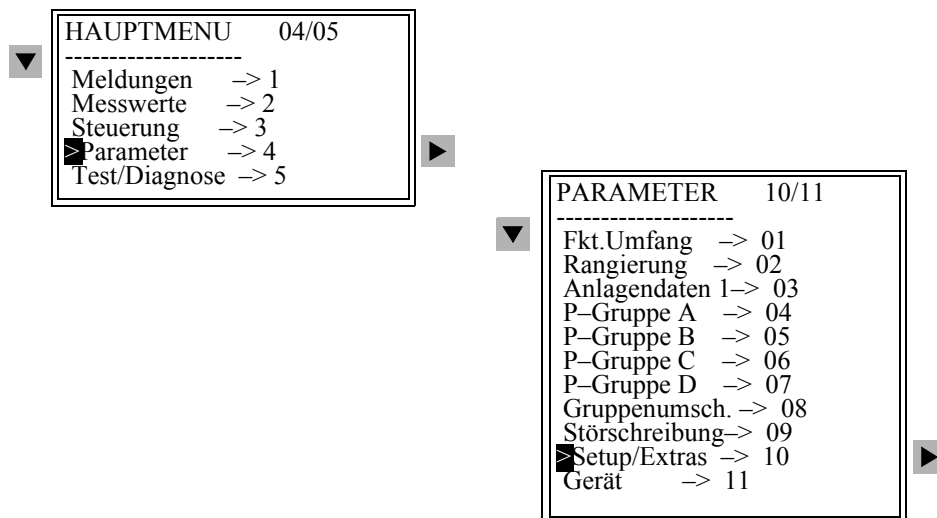 HAUPTMENU 04/05
--------------------
Meldungen –> 1
Messwerte –> 2
Steuerung –> 3
>Parameter –> 4
Test/Diagnose –> 5
PARAMETER 10/11
--------------------
Fkt.Umfang –> 01
Rangierung –> 02
Anlagendaten 1–> 03
P–Gruppe A –> 04
P–Gruppe B –> 05
P–Gruppe C –> 06
P–Gruppe D –> 07
Gruppenumsch. –> 08
Störschreibung–> 09
>Setup/Extras –> 10
Gerät –> 11